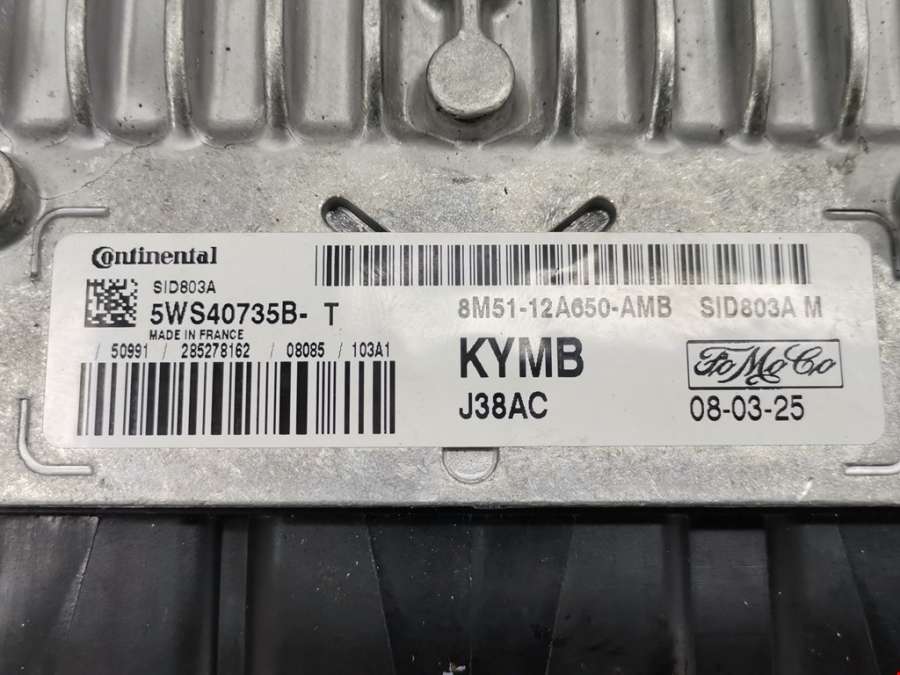 Continental
SID803A
5WS40735B- T
MADE IN FRANCE
/ 50991 / 285278162 / 08085 / 103A1
8M51-12A650-AMB SID803A M
KYMB
J38AC
FoMoCo
08-03-25